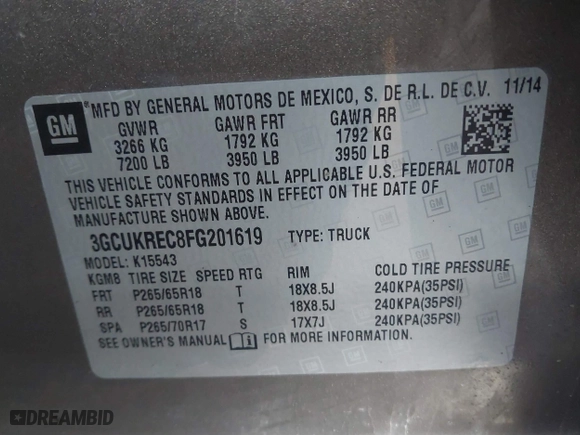 GM
*MFD BY GENERAL MOTORS DE MEXICO, S. DE R.L. DE C.V. 11/14
GVWR GAWR FRT GAWR RR
3266 KG 1792 KG 1792 KG
7200 LB 3950 LB 3950 LB
THIS VEHICLE CONFORMS TO ALL APPLICABLE U.S. FEDERAL MOTOR
VEHICLE SAFETY STANDARDS IN EFFECT ON THE DATE OF
MANUFACTURE SHOWN ABOVE.
3GCUKREC8FG201619 TYPE: TRUCK
MODEL: K15543
KGM8 TIRE SIZE SPEED RTG RIM COLD TIRE PRESSURE
FRT P265/65R18 T 18X8.5J 240KPA(35PSI)
RR P265/65R18 T 18X8.5J 240KPA(35PSI)
SPA P265/70R17 S 17X7J 240KPA(35PSI)
SEE OWNER'S MANUAL FOR MORE INFORMATION
DREAMBID